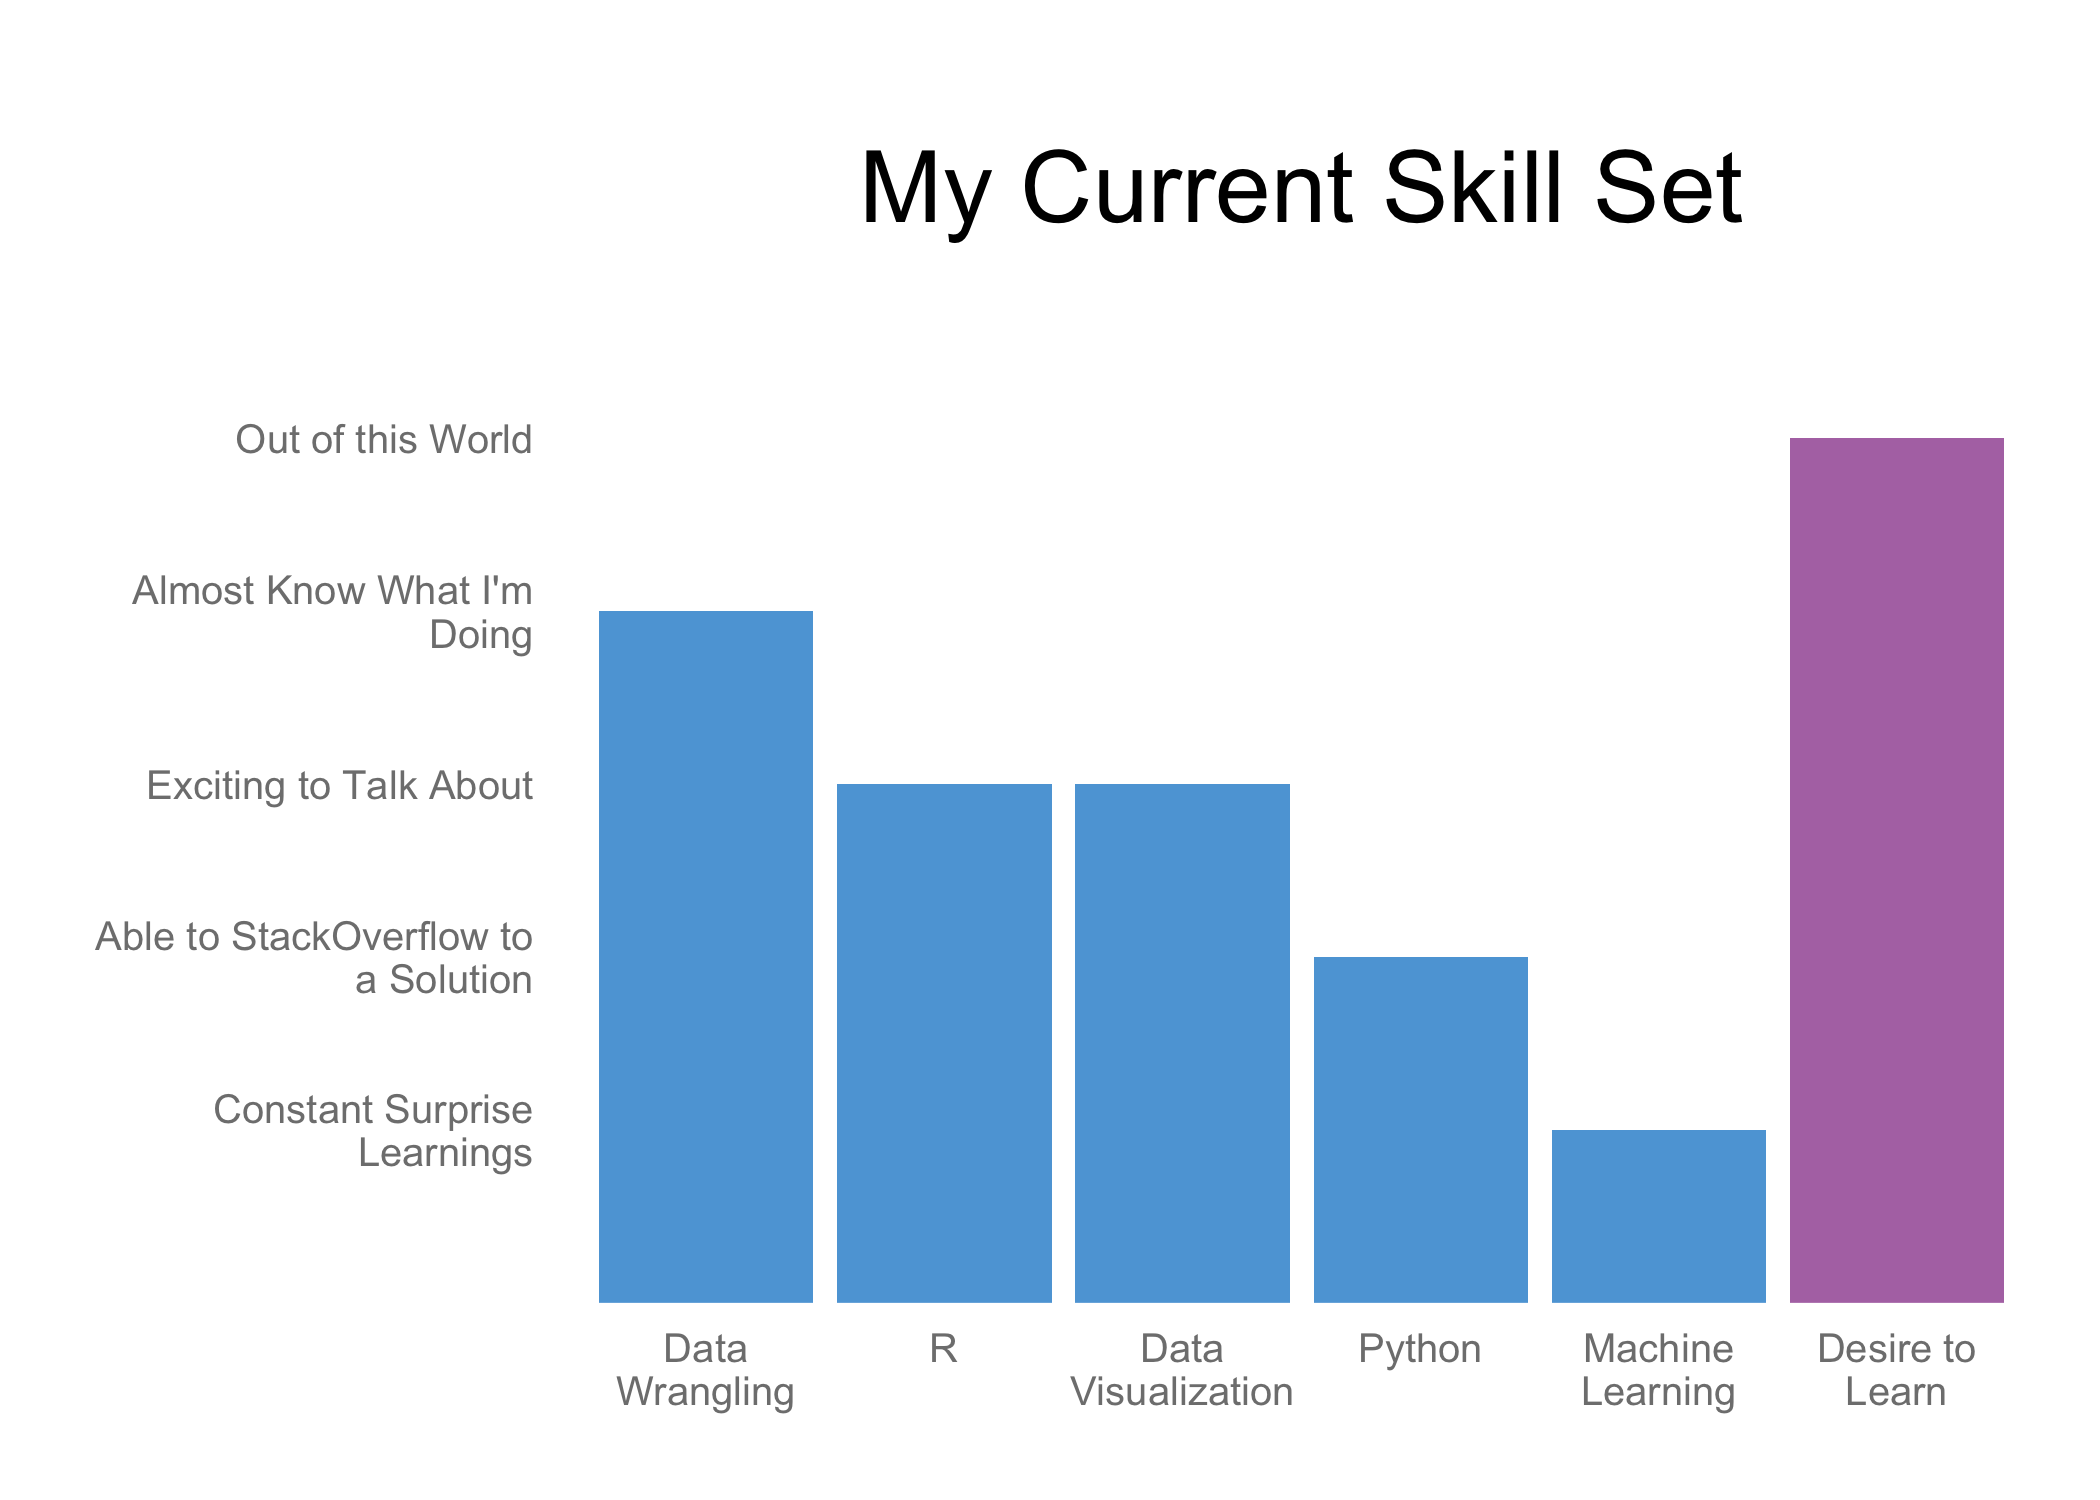 My Current Skill Set
Out of this World
Almost Know What I'm
Doing
Exciting to Talk About
Able to StackOverflow to
a Solution
Constant Surprise
Learnings
Data
Wrangling
R
Data
Visualization
Python
Machine
Learning
Desire to
Learn